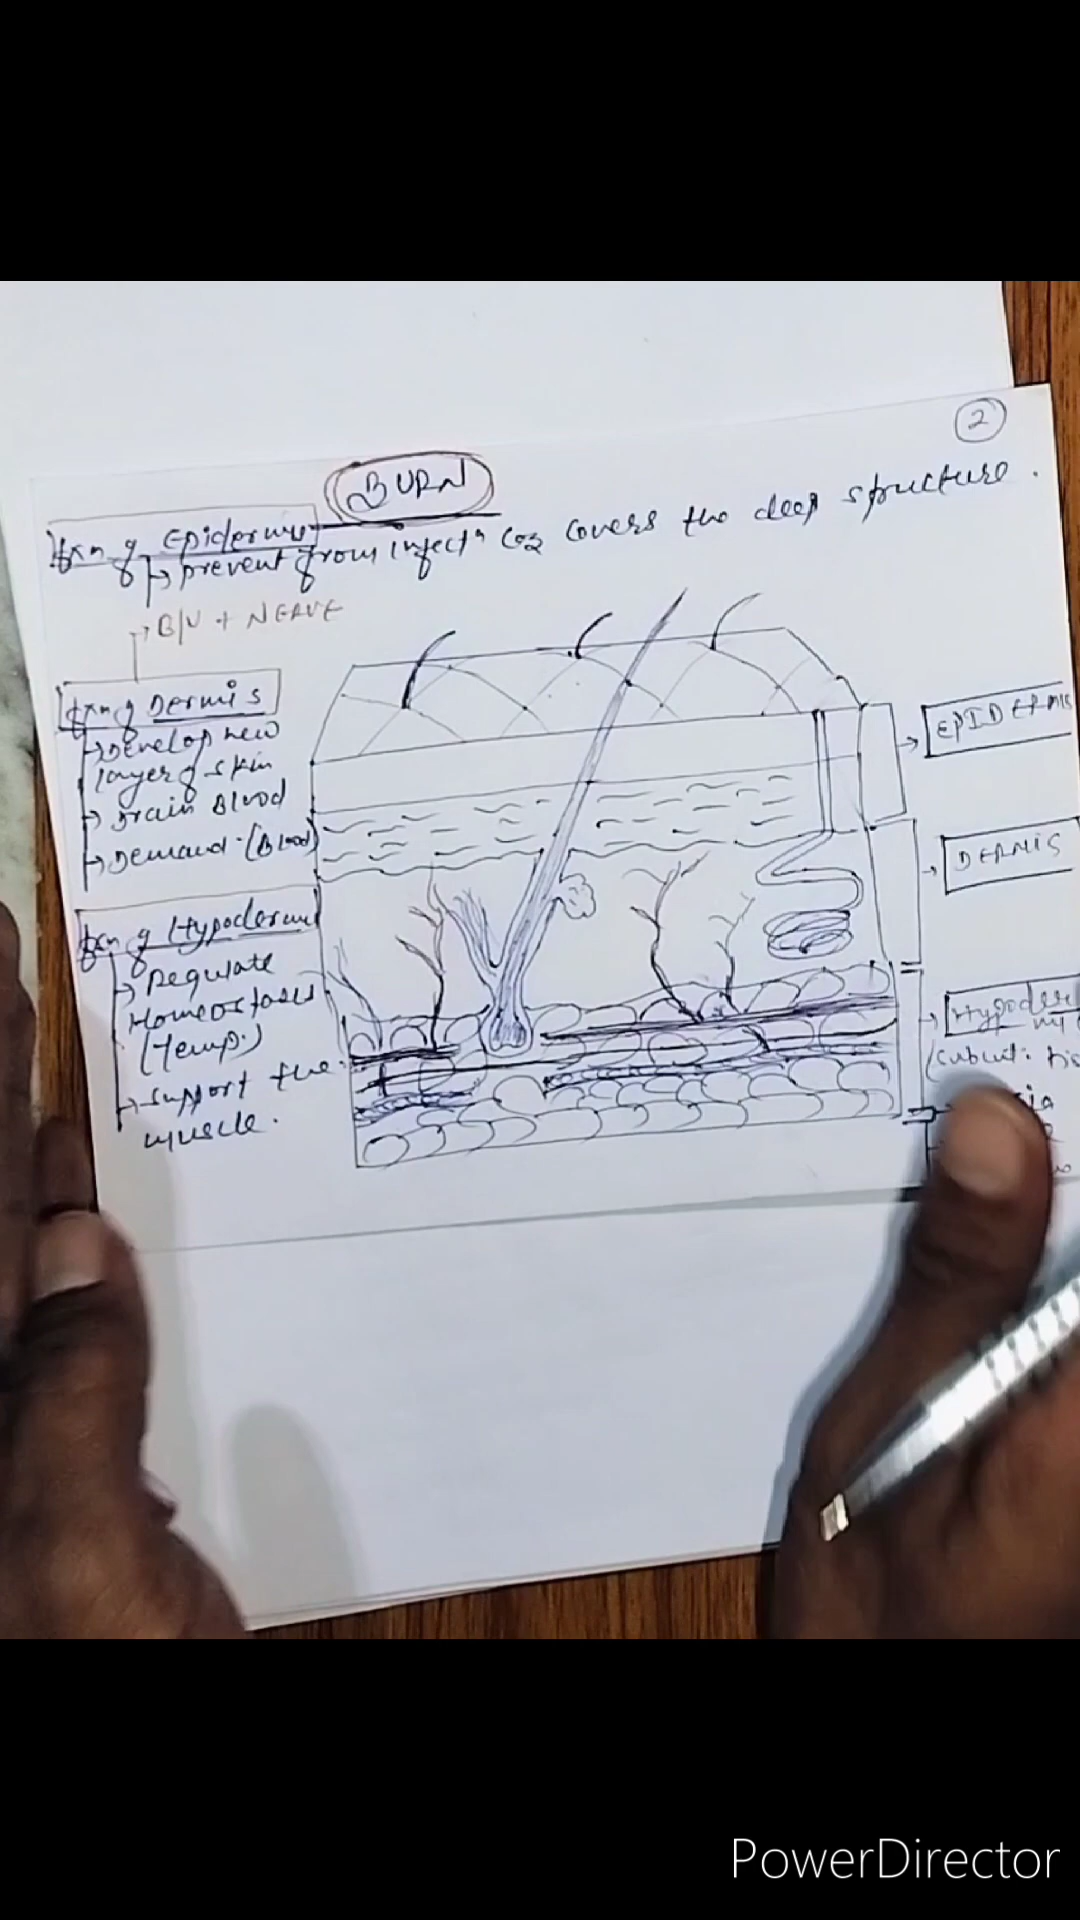 2
BURN
fxn of Epidermis
→ prevent from infectn coz covers the deep structure.
→ B/V + NERVE
fxn of Dermis
→ Develop new
layer of skin
→ Drain Blood
→ Demand (Blood)
fxn of Hypodermis
→ Regulate
Homeostasis
(Temp.)
→ support the
muscle.
→ EPIDERMIS
→ DERMIS
→ Hypodermi
(subcut. tis
PowerDirector